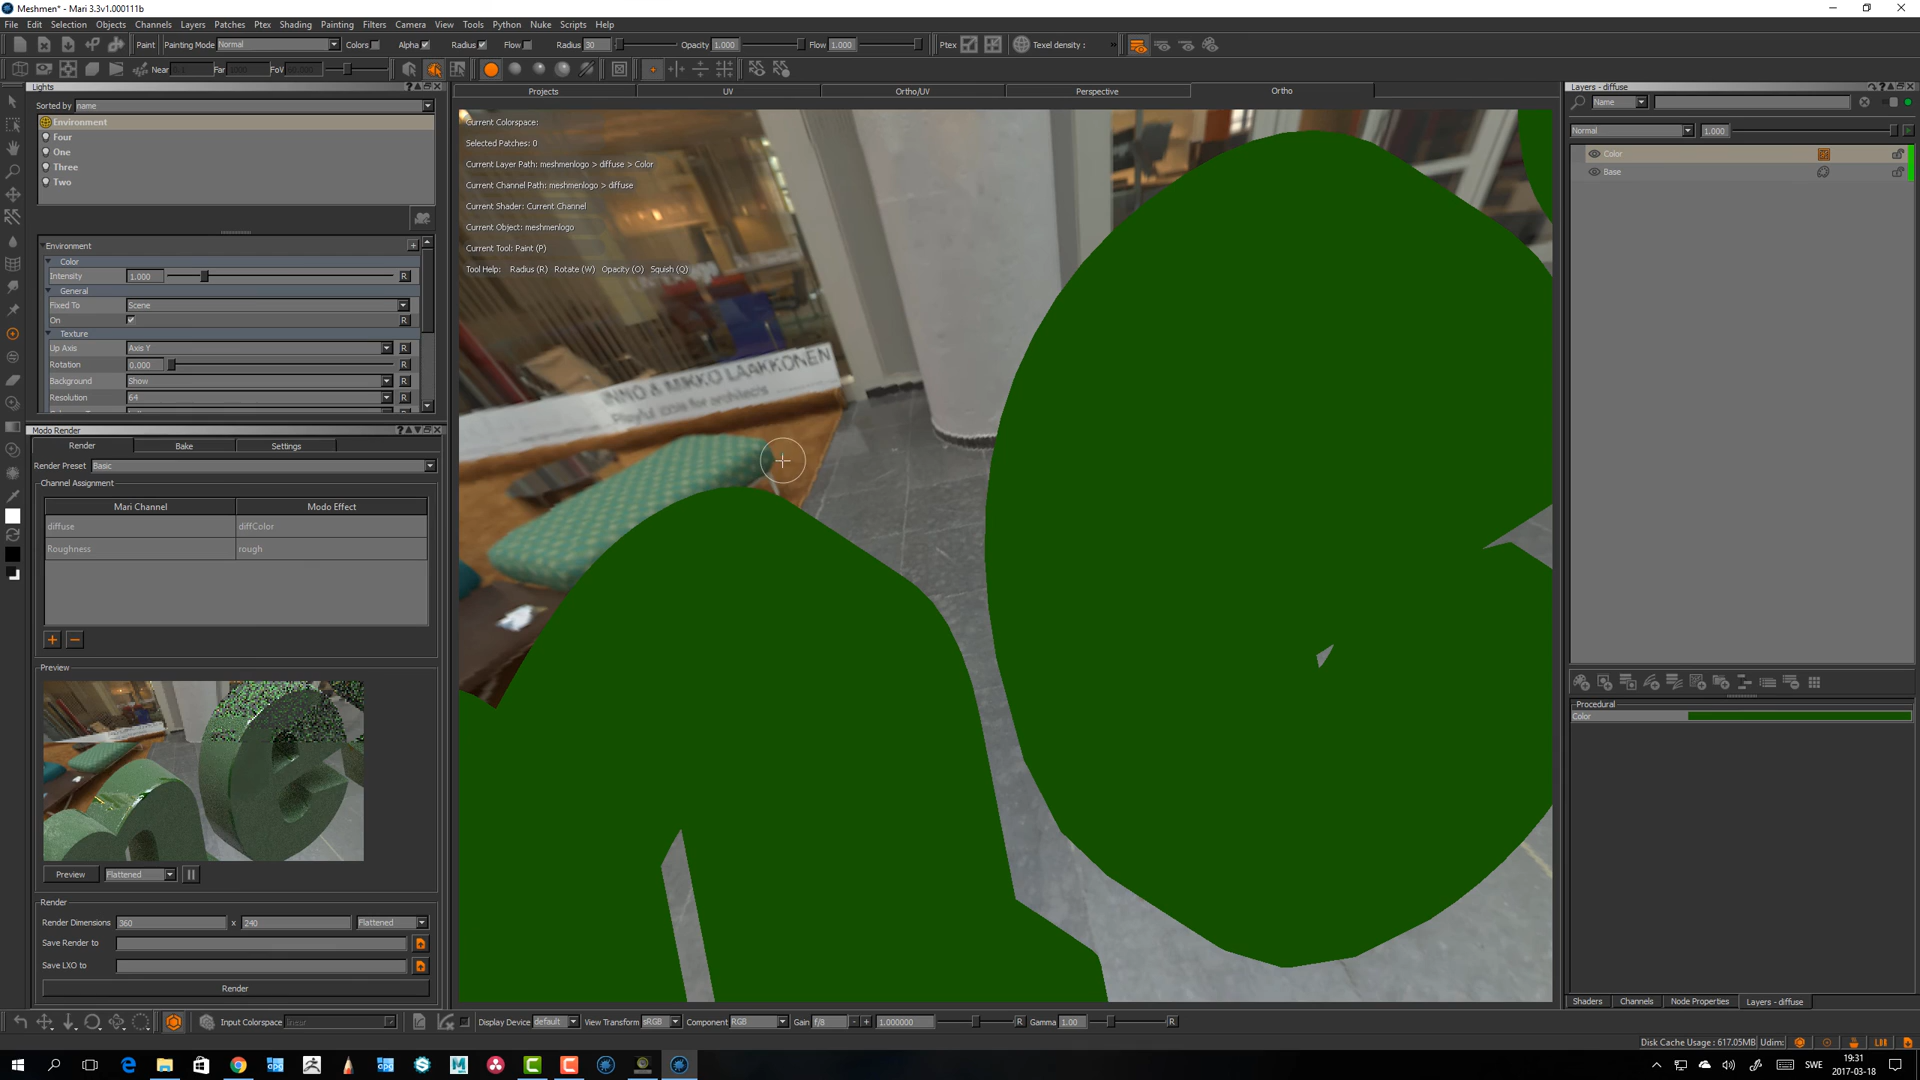 Meshmen* - Mari 3.3v1.000111b
File Edit Selection Objects Channels Layers Patches Ptex Shading Painting Filters Camera View Tools Python Nuke Scripts Help
Paint Painting Mode Normal Colors Alpha Radius Flow Radius 30 Opacity 1.000 Flow 1.000 Ptex Texel density : »
Near 0.1 Far FoV
Lights
Sorted by name
Environment
Four
One
Three
Two
Environment
Color
Intensity 1.000 R
General
Fixed To Scene
On R
Texture
Up Axis Axis Y R
Rotation 0.000 R
Background Show R
Resolution 64 R
Modo Render
Render Bake Settings
Render Preset Basic
Channel Assignment
Mari Channel Modo Effect
diffuse diffColor
Roughness rough
Preview
Preview Flattened
Render
Render Dimensions 360 x 240 Flattened
Save Render to
Save LXO to
Render
Projects UV Ortho/UV Perspective Ortho
Current Colorspace:
Selected Patches: 0
Current Layer Path: meshmenlogo > diffuse > Color
Current Channel Path: meshmenlogo > diffuse
Current Shader: Current Channel
Current Object: meshmenlogo
Current Tool: Paint (P)
Tool Help: Radius (R) Rotate (W) Opacity (O) Squish (Q)
INNO & MIKKO LAAKKONEN
Playful icons for architects
Layers - diffuse
Name
Normal 1.000
Color
Base
Procedural
Color
Shaders Channels Node Properties Layers - diffuse
Input Colorspace linear Display Device default View Transform sRGB Component RGB Gain f/8 - + 1.000000 R Gamma 1.00 R
Disk Cache Usage : 617.05MB Udim:
SWE
19:31
2017-03-18